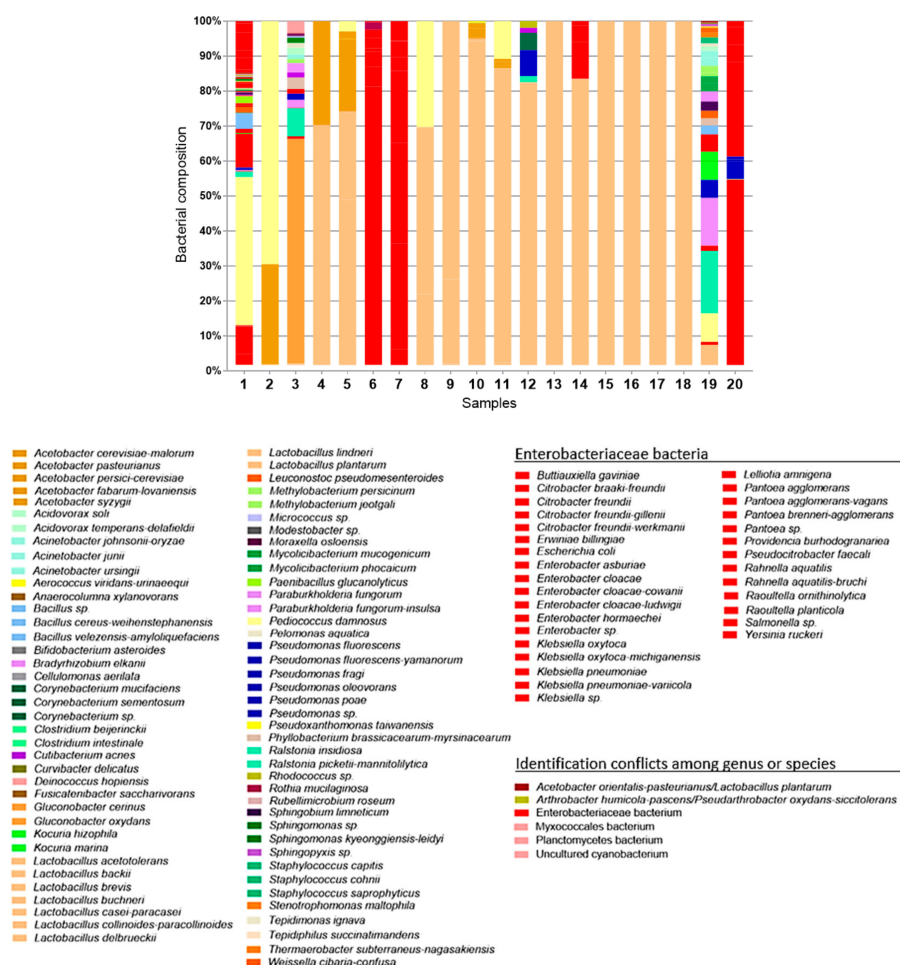 100%
90%
80%
70%
60%
50%
40%
30%
20%
10%
0%
Bacterial composition
1 2 3 4 5 6 7 8 9 10 11 12 13 14 15 16 17 18 19 20
Samples
Acetobacter cerevisiae-malorum
Acetobacter pasteurianus
Acetobacter persici-cerevisiae
Acetobacter fabarum-lovaniensis
Acetobacter syzygii
Acidovorax soli
Acidovorax temperans-delafieldii
Acinetobacter johnsonii-oryzae
Acinetobacter junii
Acinetobacter ursingii
Aerococcus viridans-urinaeequi
Anaerocolumna xylanovorans
Bacillus sp.
Bacillus cereus-weihenstephanensis
Bacillus velezensis-amyloliquefaciens
Bifidobacterium asteroides
Bradyrhizobium elkanii
Cellulomonas aerilata
Corynebacterium mucifaciens
Corynebacterium sementosum
Corynebacterium sp.
Clostridium beijerinckii
Clostridium intestinale
Cutibacterium acnes
Curvibacter delicatus
Deinococcus hopiensis
Fusicatenibacter saccharivorans
Gluconobacter cerinus
Gluconobacter oxydans
Kocuria hizophila
Kocuria marina
Lactobacillus acetotolerans
Lactobacillus backii
Lactobacillus brevis
Lactobacillus buchneri
Lactobacillus casei-paracasei
Lactobacillus collinoides-paracollinoides
Lactobacillus delbrueckii
Lactobacillus lindneri
Lactobacillus plantarum
Leuconostoc pseudomesenteroides
Methylobacterium persicinum
Methylobacterium jeotgali
Micrococcus sp.
Modestobacter sp.
Moraxella osloensis
Mycolicibacterium mucogenicum
Mycolicibacterium phocaicum
Paenibacillus glucanolyticus
Paraburkholderia fungorum
Paraburkholderia fungorum-insulsa
Pediococcus damnosus
Pelomonas aquatica
Pseudomonas fluorescens
Pseudomonas fluorescens-yamanorum
Pseudomonas fragi
Pseudomonas oleovorans
Pseudomonas poae
Pseudomonas sp.
Pseudoxanthomonas taiwanensis
Phyllobacterium brassicacearum-myrsinacearum
Ralstonia insidiosa
Ralstonia picketii-mannitolilytica
Rhodococcus sp.
Rothia mucilaginosa
Rubellimicrobium roseum
Sphingobium limneticum
Sphingomonas sp.
Sphingomonas kyeonggiensis-leidyi
Sphingopyxis sp.
Staphylococcus capitis
Staphylococcus cohnii
Staphylococcus saprophyticus
Stenotrophomonas maltophila
Tepidimonas ignava
Tepidiphilus succinatimandens
Thermaerobacter subterraneus-nagasakiensis
Weissella cibaria-confusa
Enterobacteriaceae bacteria
Buttiauxiella gaviniae
Citrobacter braaki-freundii
Citrobacter freundii
Citrobacter freundii-gillenii
Citrobacter freundii-werkmanii
Erwiniae billingiae
Escherichia coli
Enterobacter asburiae
Enterobacter cloacae
Enterobacter cloacae-cowanii
Enterobacter cloacae-ludwigii
Enterobacter hormaechei
Enterobacter sp.
Klebsiella oxytoca
Klebsiella oxytoca-michiganensis
Klebsiella pneumoniae
Klebsiella pneumoniae-variicola
Klebsiella sp.
Lelliotia amnigena
Pantoea agglomerans
Pantoea agglomerans-vagans
Pantoea brenneri-agglomerans
Pantoea sp.
Providencia burhodogranariea
Pseudocitrobacter faecali
Rahnella aquatilis
Rahnella aquatilis-bruchi
Raoultella ornithinolytica
Raoultella planticola
Salmonella sp.
Yersinia ruckeri
Identification conflicts among genus or species
Acetobacter orientalis-pasteurianus/Lactobacillus plantarum
Arthrobacter humicola-pascens/Pseudarthrobacter oxydans-siccitolerans
Enterobacteriaceae bacterium
Myxococcales bacterium
Planctomycetes bacterium
Uncultured cyanobacterium